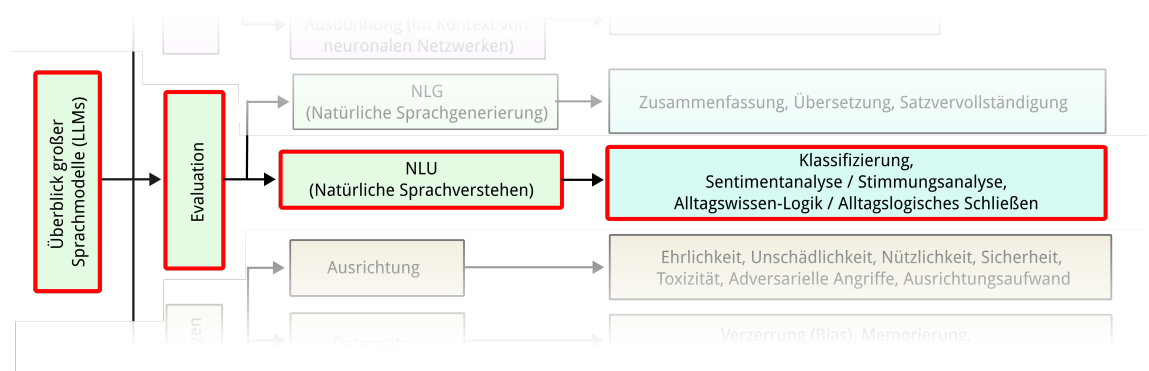 Ausdünnung (im Kontext von
neuronalen Netzwerken)
NLG
(Natürliche Sprachgenerierung)
Zusammenfassung, Übersetzung, Satzvervollständigung
Überblick großer
Sprachmodelle (LLMs)
Evaluation
NLU
(Natürliche Sprachverstehen)
Klassifizierung,
Sentimentanalyse / Stimmungsanalyse,
Alltagswissen-Logik / Alltagslogisches Schließen
Ausrichtung
Ehrlichkeit, Unschädlichkeit, Nützlichkeit, Sicherheit,
Toxizität, Adversarielle Angriffe, Ausrichtungsaufwand
gen
Datensatz
Verzerrung (Bias), Memorierung,